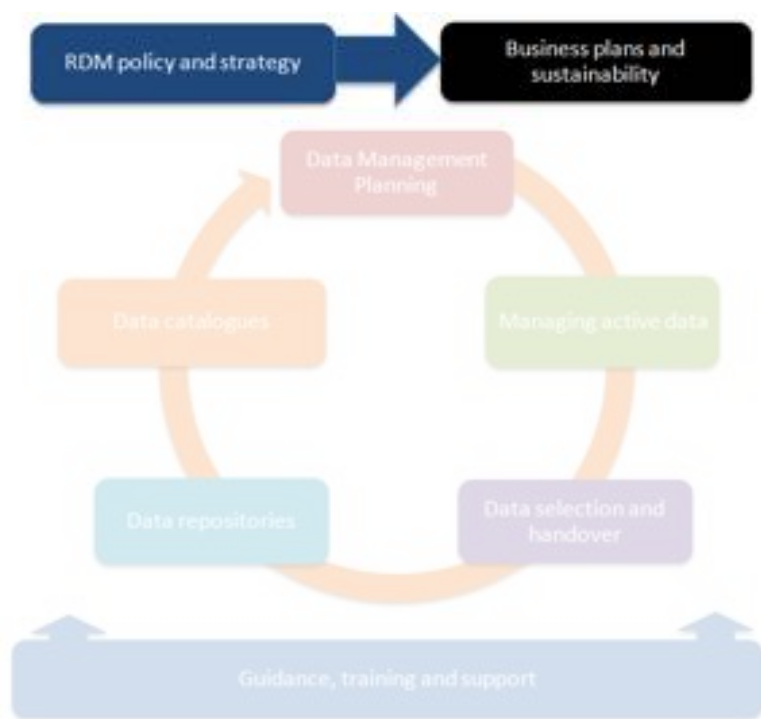 RDM policy and strategy
Business plans and
sustainability
Data Management
Planning
Data catalogues
Managing active data
Data repositories
Data selection and
handover
Guidance, training and support